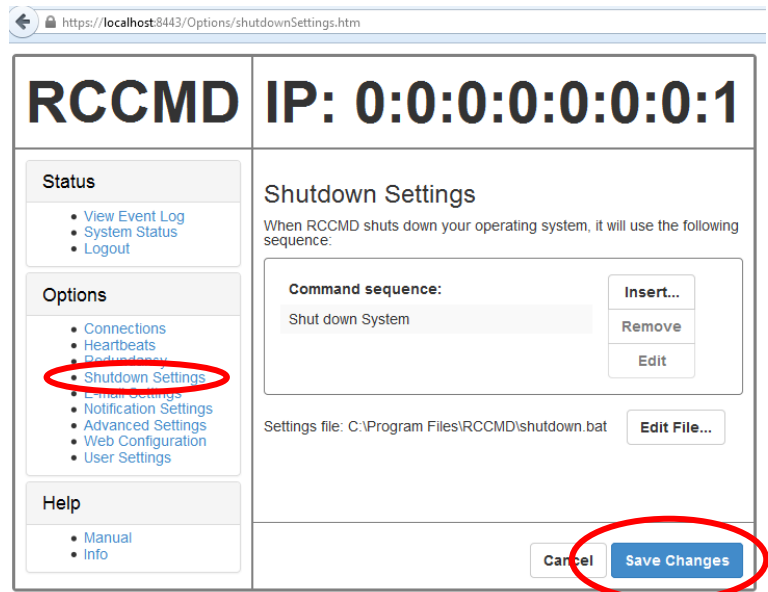 https://localhost:8443/Options/shutdownSettings.htm
RCCMD
IP: 0:0:0:0:0:0:0:1
Status
View Event Log
System Status
Logout
Options
Connections
Heartbeats
Redundancy
Shutdown Settings
E-mail Settings
Notification Settings
Advanced Settings
Web Configuration
User Settings
Help
Manual
Info
Shutdown Settings
When RCCMD shuts down your operating system, it will use the following
sequence:
Command sequence:
Shut down System
Insert...
Remove
Edit
Settings file: C:\Program Files\RCCMD\shutdown.bat
Edit File...
Cancel
Save Changes